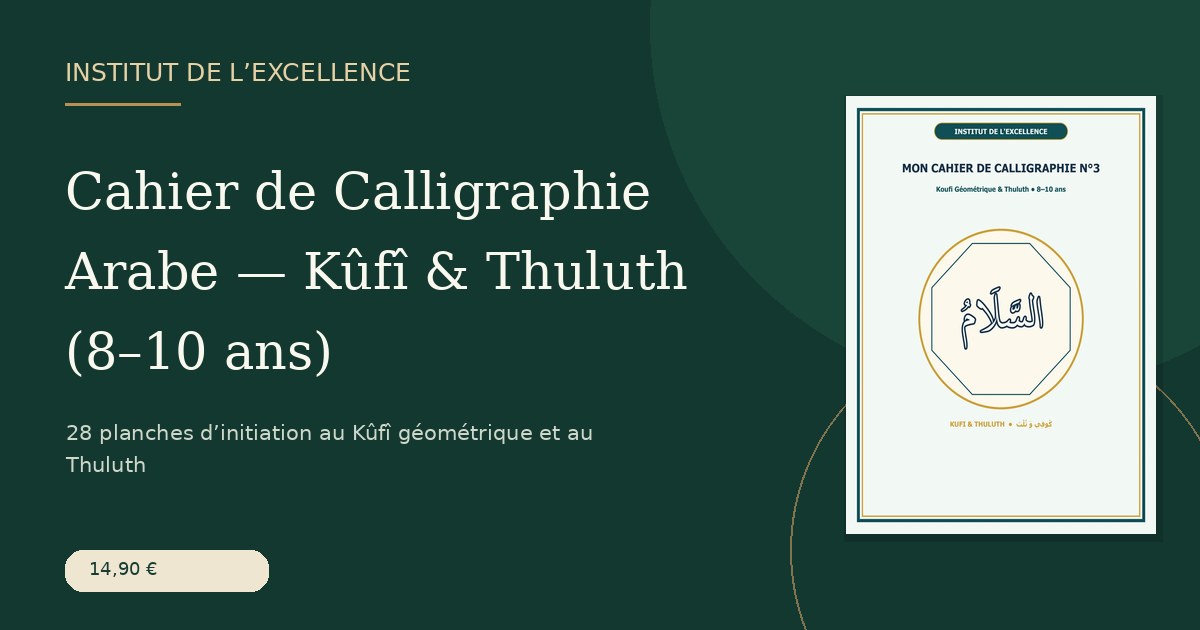 INSTITUT DE L’EXCELLENCE
Cahier de Calligraphie
Arabe — Kûfî & Thuluth
(8–10 ans)
28 planches d’initiation au Kûfî géométrique et au
Thuluth
14,90 €
INSTITUT DE L'EXCELLENCE
MON CAHIER DE CALLIGRAPHIE N°3
Koufi Géométrique & Thuluth • 8–10 ans
السَّلَامُ
KUFI & THULUTH • كوفي و ثلث